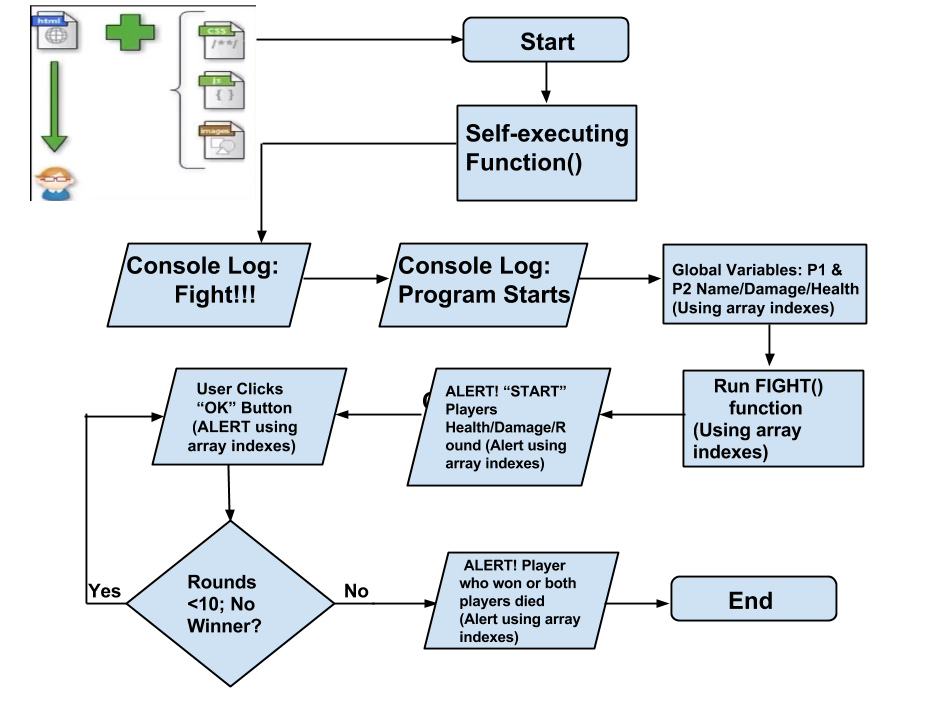 html
CSS
/**/
js
{ }
images
Start
Self-executing
Function()
Console Log:
Fight!!!
Console Log:
Program Starts
Global Variables: P1 &
P2 Name/Damage/Health
(Using array indexes)
Run FIGHT()
function
(Using array
indexes)
ALERT! “START”
Players
Health/Damage/R
ound (Alert using
array indexes)
User Clicks
“OK” Button
(ALERT using
array indexes)
Rounds
<10; No
Winner?
Yes
No
ALERT! Player
who won or both
players died
(Alert using array
indexes)
End